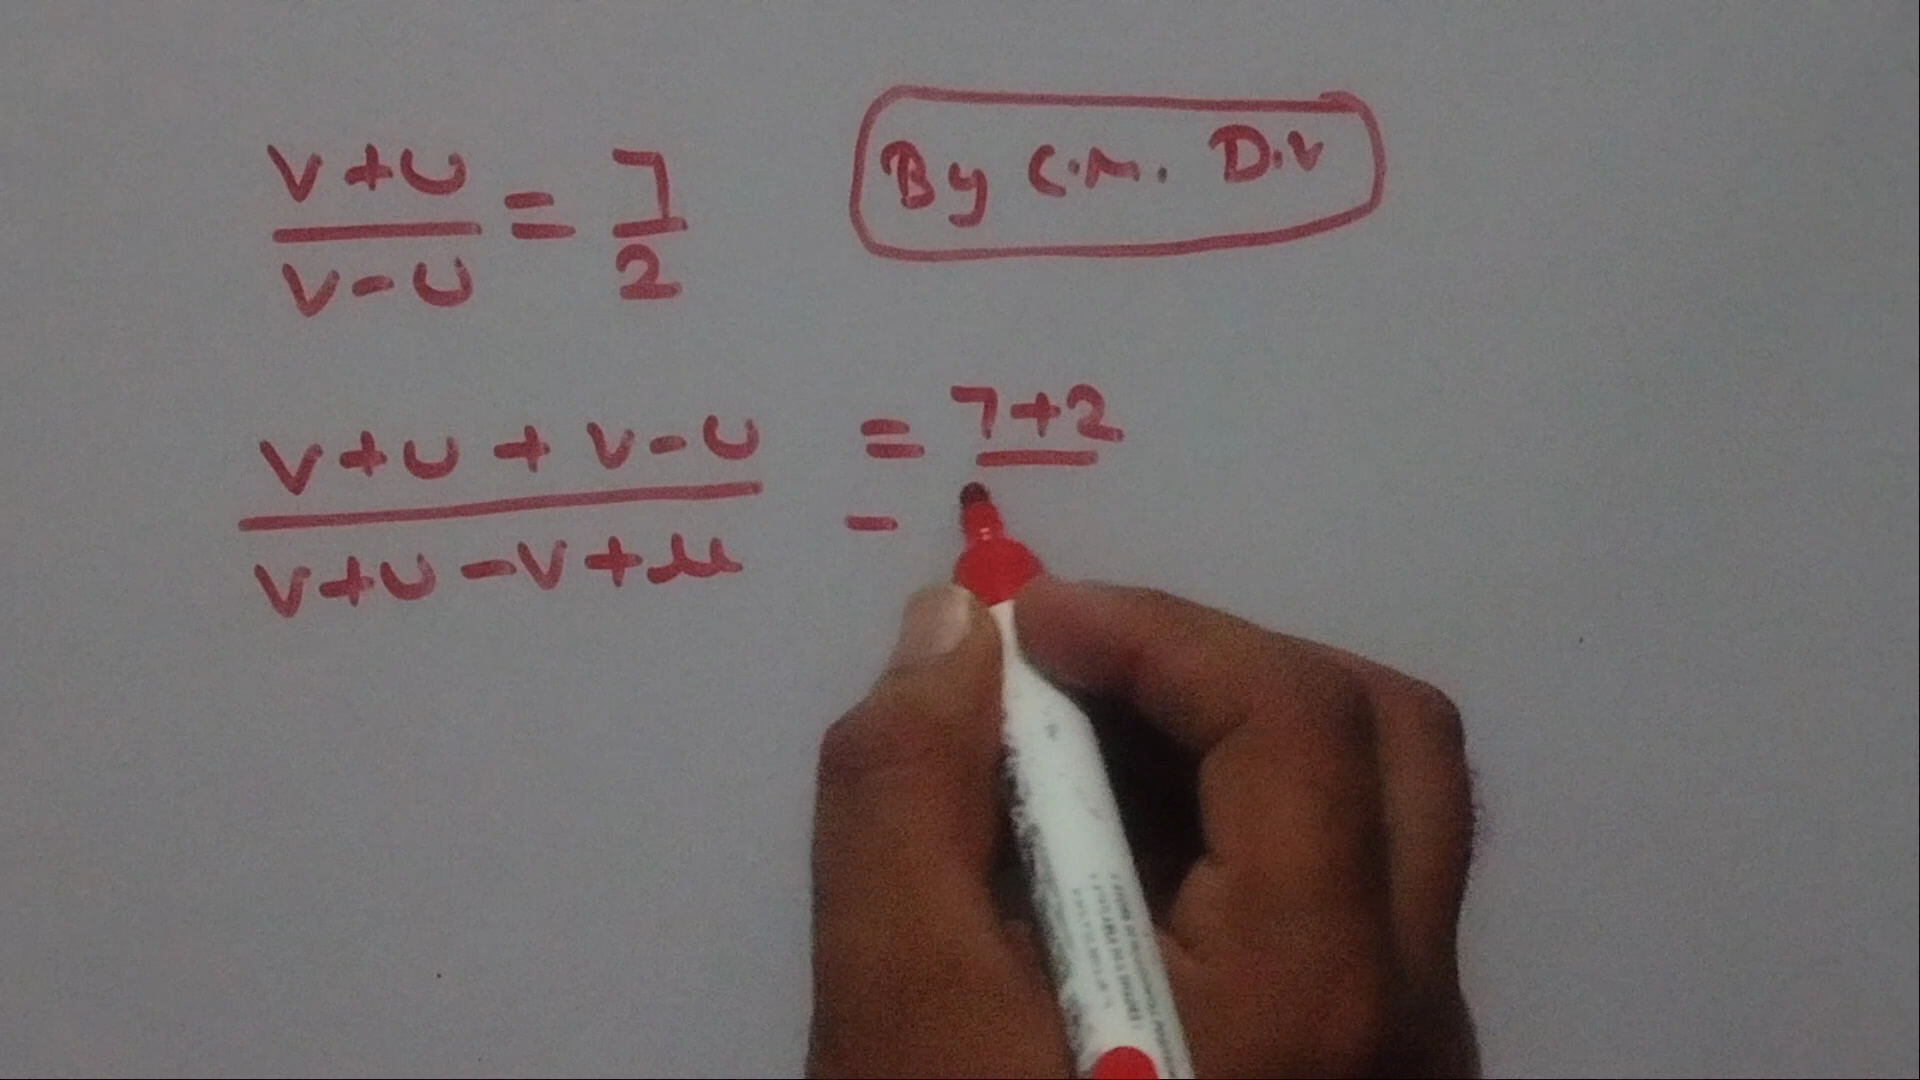 v+u / v-u = 7/2
By C.M. D.V
v+u+v-u / v+u-v+u = 7+2
-